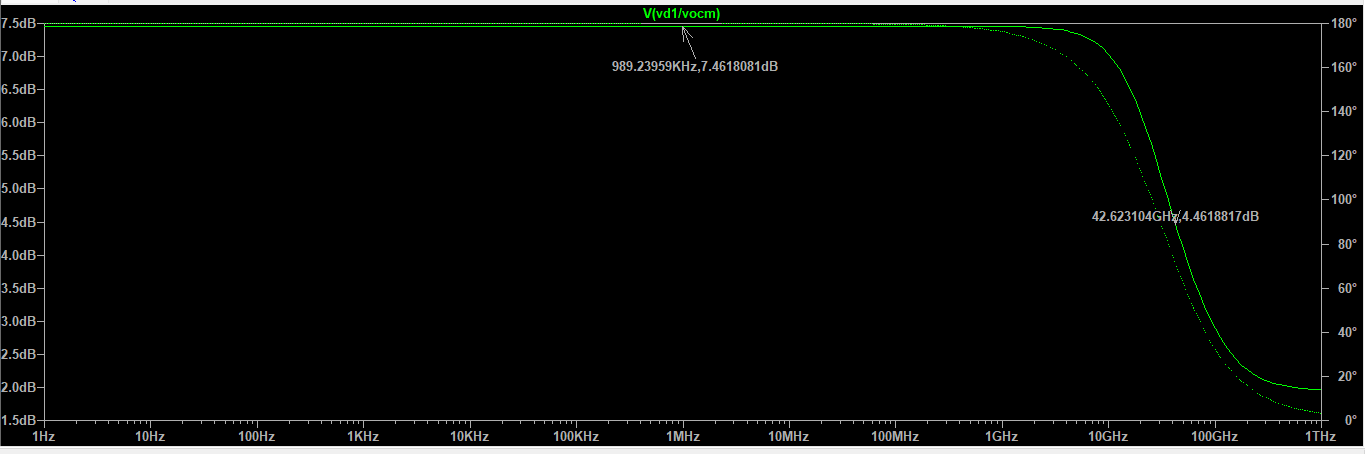 V(vd1/vocm)
7.5dB 180°
7.0dB
989.23959KHz,7.4618081dB 160°
6.5dB
140°
6.0dB
5.5dB 120°
5.0dB 100°
4.5dB 42.623104GHz,4.4618817dB
4.0dB 80°
3.5dB 60°
3.0dB 40°
2.5dB
2.0dB 20°
1.5dB 0°
1Hz 10Hz 100Hz 1KHz 10KHz 100KHz 1MHz 10MHz 100MHz 1GHz 10GHz 100GHz 1THz